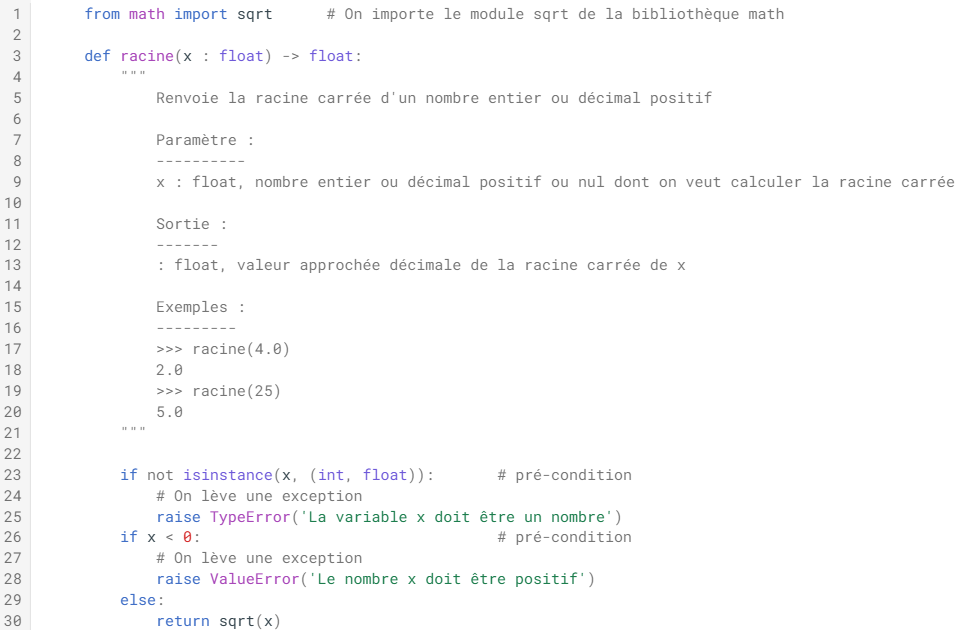 1 from math import sqrt      # On importe le module sqrt de la bibliothèque math
2
3 def racine(x : float) -> float:
4     """
5         Renvoie la racine carrée d'un nombre entier ou décimal positif
6
7         Paramètre :
8         ----------
9         x : float, nombre entier ou décimal positif ou nul dont on veut calculer la racine carrée
10
11         Sortie :
12         -------
13         : float, valeur approchée décimale de la racine carrée de x
14
15         Exemples :
16         ---------
17         >>> racine(4.0)
18         2.0
19         >>> racine(25)
20         5.0
21     """
22
23     if not isinstance(x, (int, float)):       # pré-condition
24         # On lève une exception
25         raise TypeError('La variable x doit être un nombre')
26     if x < 0:                                 # pré-condition
27         # On lève une exception
28         raise ValueError('Le nombre x doit être positif')
29     else:
30         return sqrt(x)